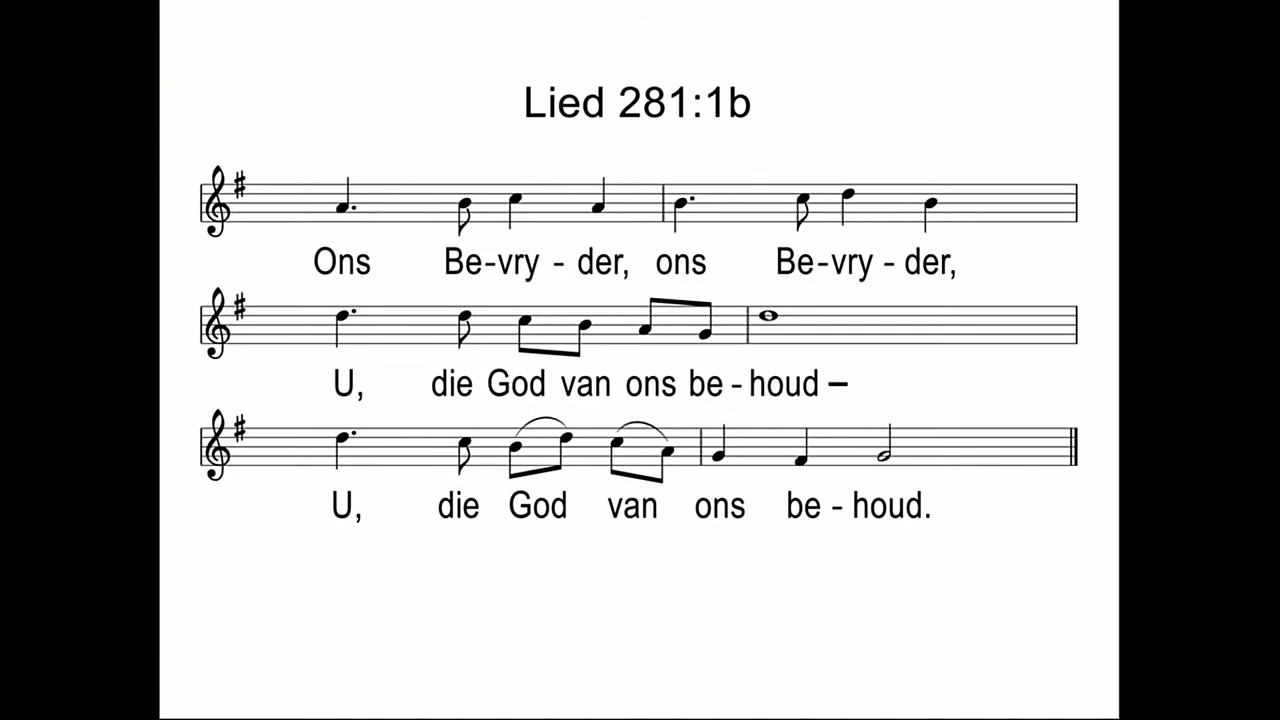 Lied 281:1b
Ons Be-vry - der, ons Be-vry - der,
U, die God van ons be - houd –
U, die God van ons be - houd.